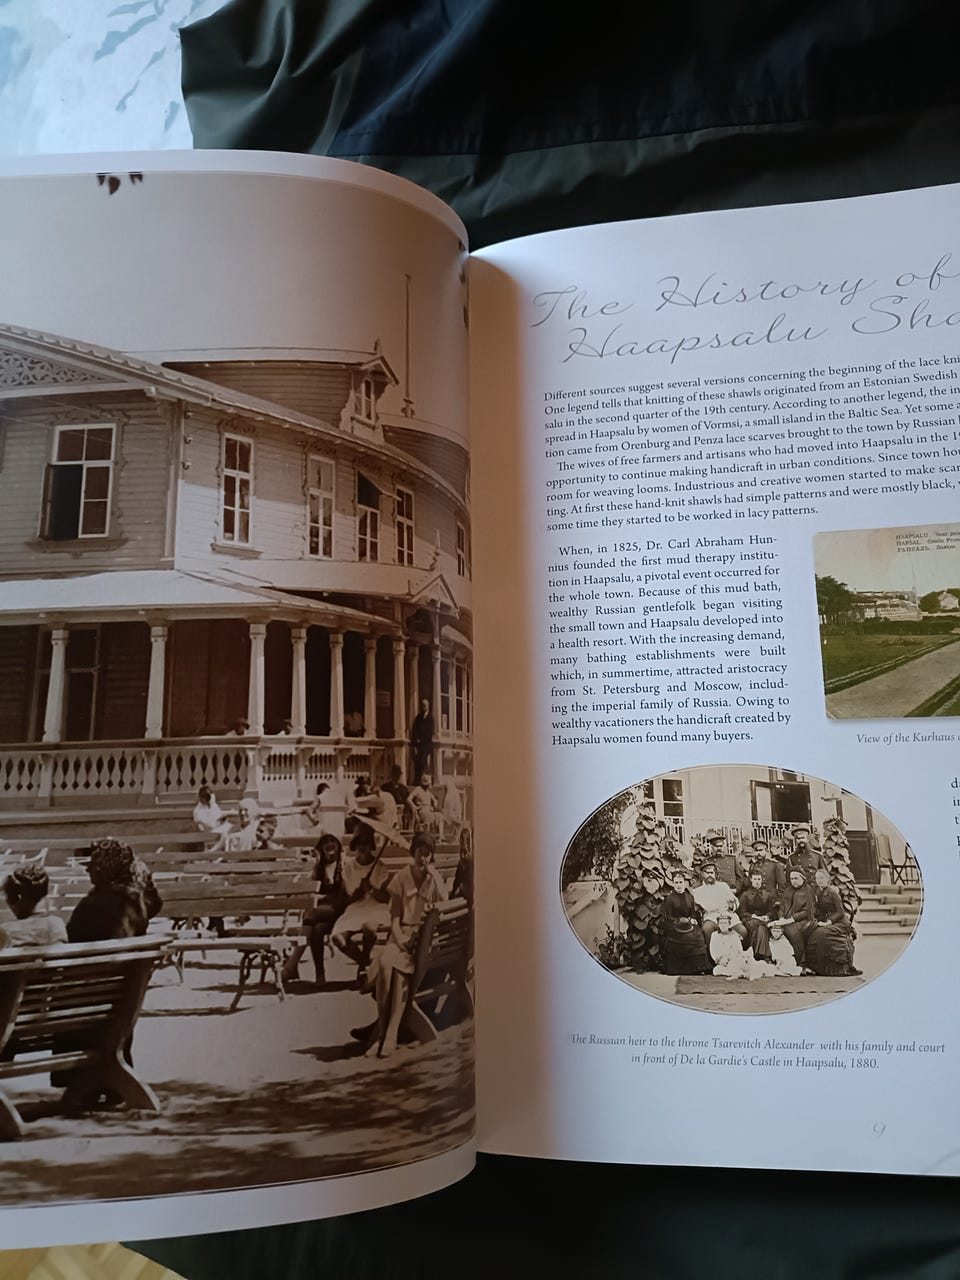 The History of
Haapsalu
Different sources suggest several versions concerning the beginning of the lace
One legend tells that knitting of these shawls originated from an Estonian Swedish
salu in the second quarter of the 19th century. According to another legend, the
spread in Haapsalu by women of Vormsi, a small island in the Baltic Sea. Yet some
tion came from Orenburg and Penza lace scarves brought to the town by Russian
The wives of free farmers and artisans who had moved into Haapsalu in the
opportunity to continue making handicraft in urban conditions. Since town
room for weaving looms. Industrious and creative women started to make
ting. At first these hand-knit shawls had simple patterns and were mostly black,
some time they started to be worked in lacy patterns.
When, in 1825, Dr. Carl Abraham Hun-
nius founded the first mud therapy institu-
tion in Haapsalu, a pivotal event occurred for
the whole town. Because of this mud bath,
wealthy Russian gentlefolk began visiting
the small town and Haapsalu developed into
a health resort. With the increasing demand,
many bathing establishments were built
which, in summertime, attracted aristocracy
from St. Petersburg and Moscow, includ-
ing the imperial family of Russia. Owing to
wealthy vacationers the handicraft created by
Haapsalu women found many buyers.
HAAPSALU.
HAPSAL.
ГАПСАЛЬ.
View of the Kurhaus
The Russian heir to the throne Tsarevitch Alexander with his family and court
in front of De la Gardie's Castle in Haapsalu, 1880.
9